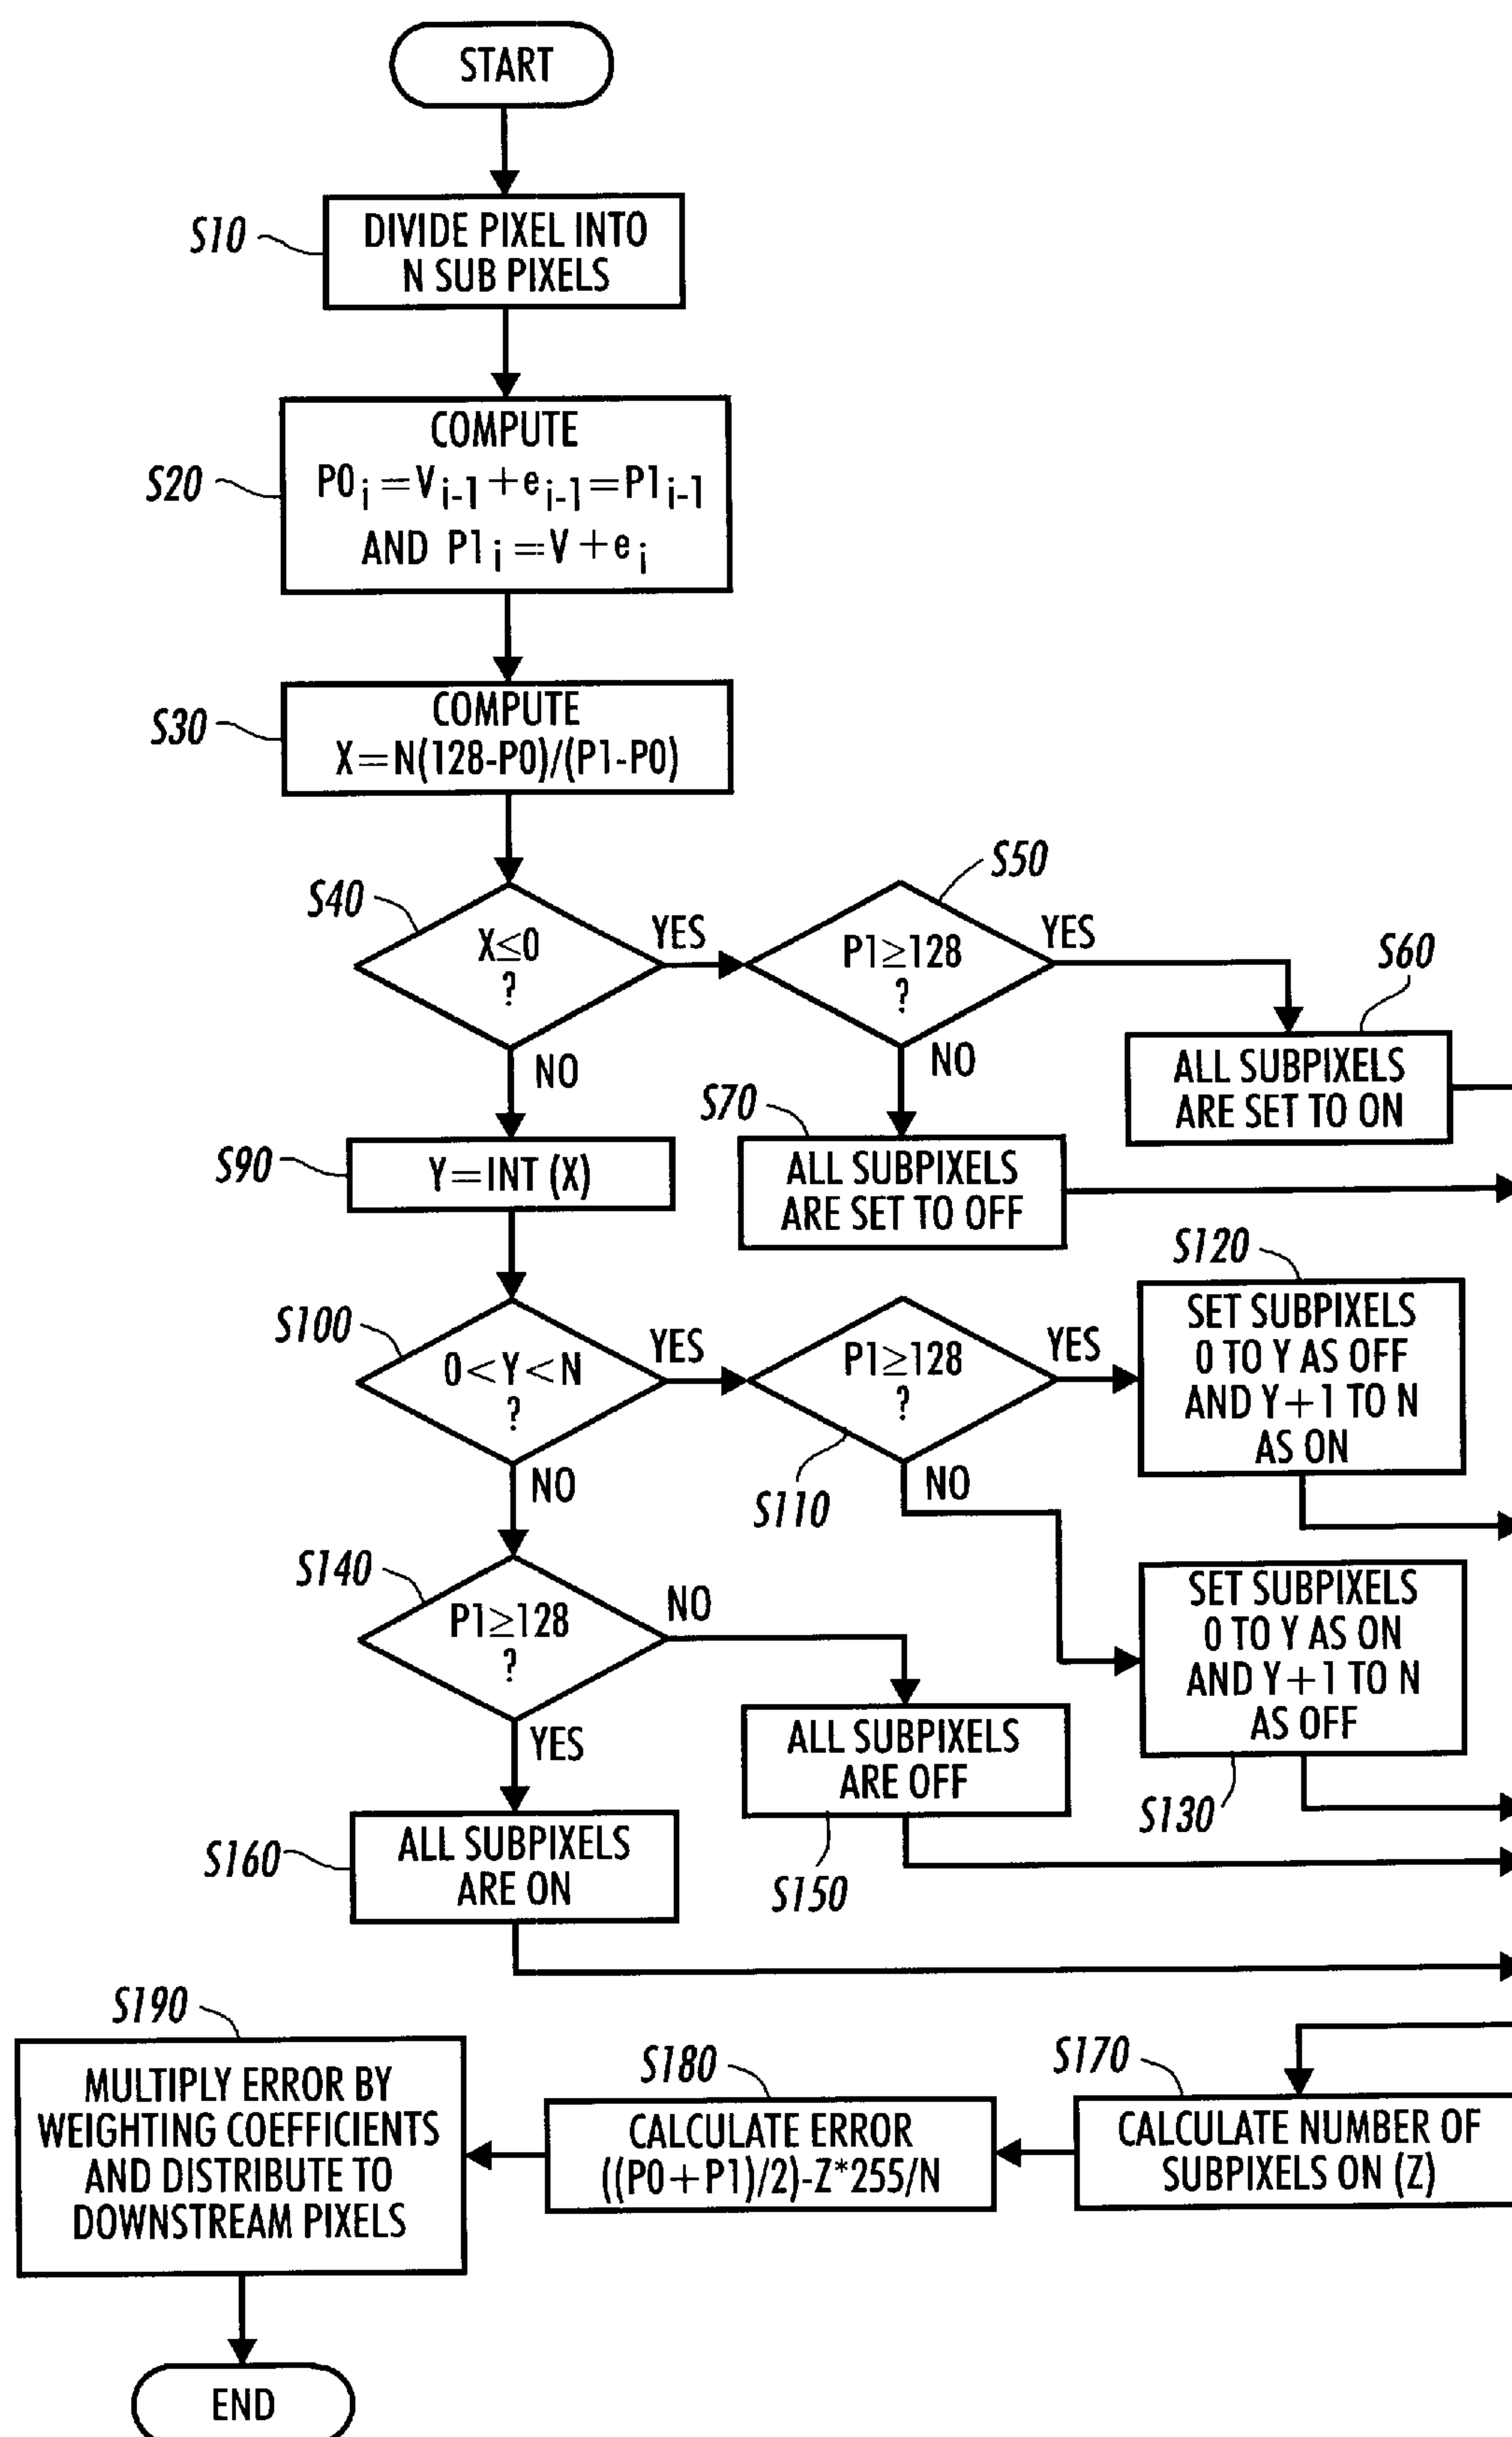 START
S10
DIVIDE PIXEL INTO
N SUB PIXELS
S20
COMPUTE
P0 i =V i-1 +e i-1 =P1 i-1
AND P1 i =V+e i
S30
COMPUTE
X=N(128-P0)/(P1-P0)
S40
X≤0
?
YES
NO
S50
P1≥128
?
YES
NO
S60
ALL SUBPIXELS
ARE SET TO ON
S70
ALL SUBPIXELS
ARE SET TO OFF
S90
Y=INT (X)
S100
0<Y<N
?
YES
NO
P1≥128
?
S110
YES
NO
S120
SET SUBPIXELS
0 TO Y AS OFF
AND Y+1 TO N
AS ON
SET SUBPIXELS
0 TO Y AS ON
AND Y+1 TO N
AS OFF
S130
S140
P1≥128
?
NO
YES
ALL SUBPIXELS
ARE OFF
S150
S160
ALL SUBPIXELS
ARE ON
S170
CALCULATE NUMBER OF
SUBPIXELS ON (Z)
S180
CALCULATE ERROR
((P0+P1)/2)-Z*255/N
S190
MULTIPLY ERROR BY
WEIGHTING COEFFICIENTS
AND DISTRIBUTE TO
DOWNSTREAM PIXELS
END